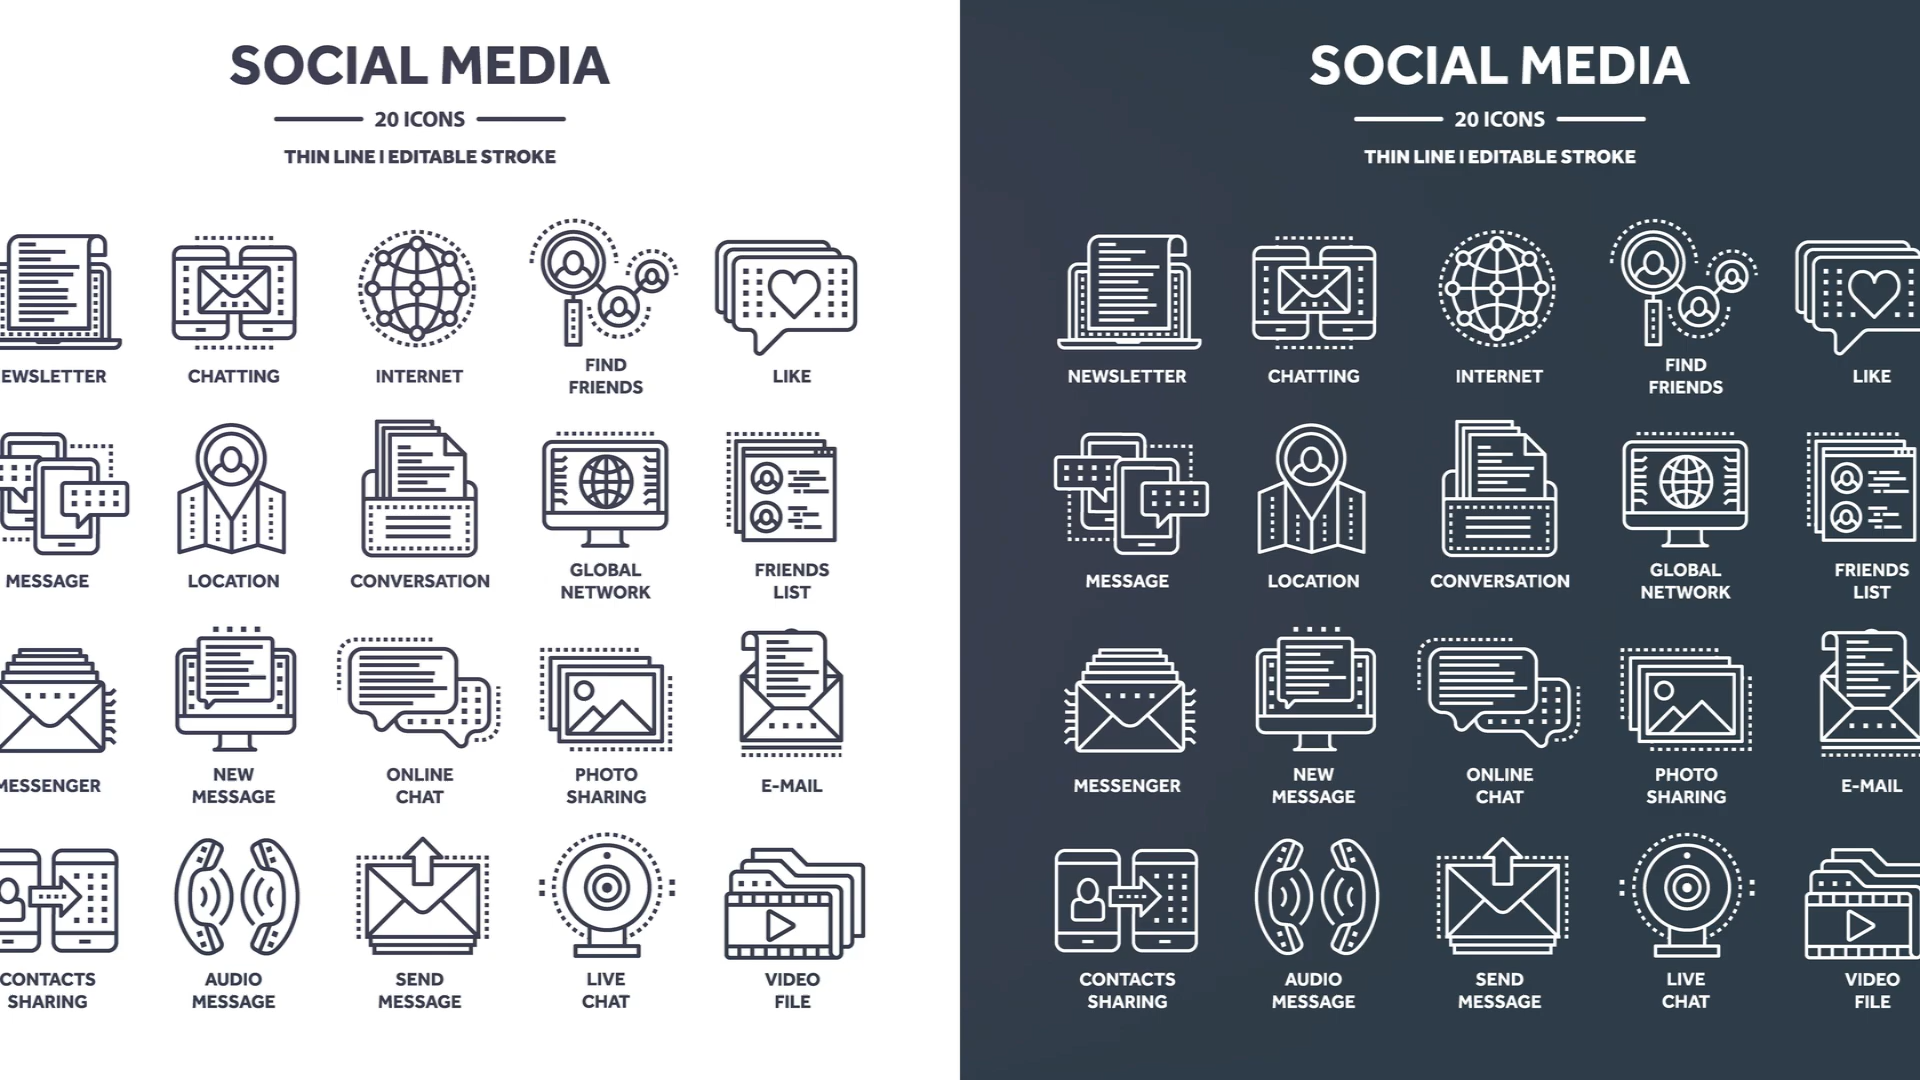 SOCIAL MEDIA
20 ICONS
THIN LINE I EDITABLE STROKE
EWSLETTER
CHATTING
INTERNET
FIND
FRIENDS
LIKE
MESSAGE
LOCATION
CONVERSATION
GLOBAL
NETWORK
FRIENDS
LIST
MESSENGER
NEW
MESSAGE
ONLINE
CHAT
PHOTO
SHARING
E-MAIL
CONTACTS
SHARING
AUDIO
MESSAGE
SEND
MESSAGE
LIVE
CHAT
VIDEO
FILE
SOCIAL MEDIA
20 ICONS
THIN LINE I EDITABLE STROKE
NEWSLETTER
CHATTING
INTERNET
FIND
FRIENDS
LIKE
MESSAGE
LOCATION
CONVERSATION
GLOBAL
NETWORK
FRIENDS
LIST
MESSENGER
NEW
MESSAGE
ONLINE
CHAT
PHOTO
SHARING
E-MAIL
CONTACTS
SHARING
AUDIO
MESSAGE
SEND
MESSAGE
LIVE
CHAT
VIDEO
FILE